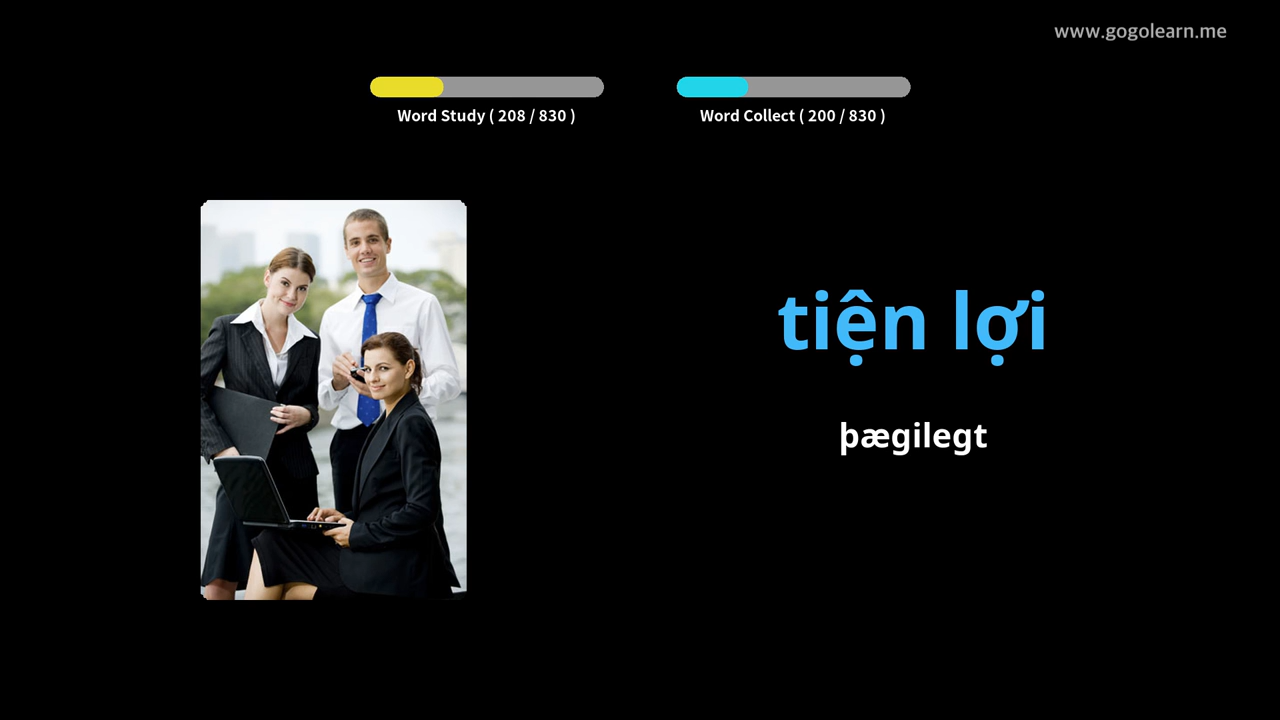 www.gogolearn.me
Word Study ( 208 / 830 )
Word Collect ( 200 / 830 )
tiện lợi
þægilegt